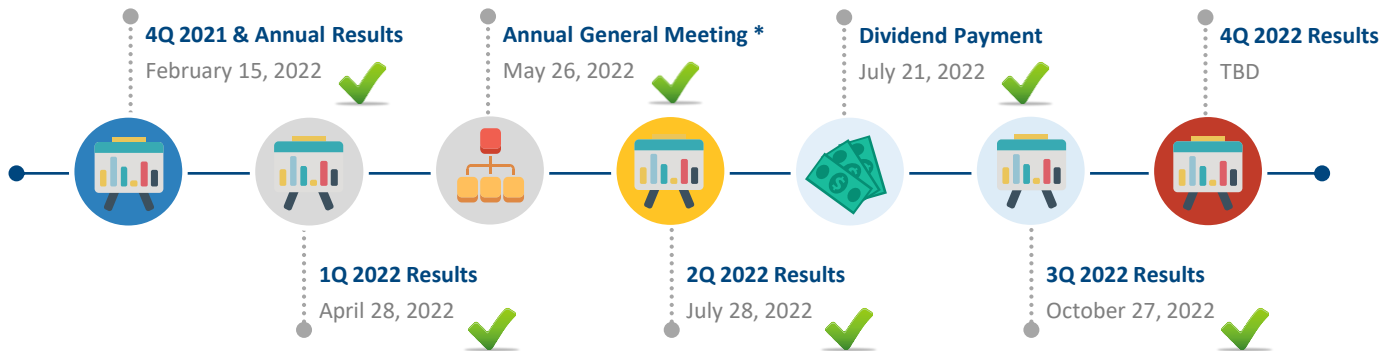 4Q 2021 & Annual Results
February 15, 2022
Annual General Meeting *
May 26, 2022
Dividend Payment
July 21, 2022
4Q 2022 Results
TBD
1Q 2022 Results
April 28, 2022
2Q 2022 Results
July 28, 2022
3Q 2022 Results
October 27, 2022